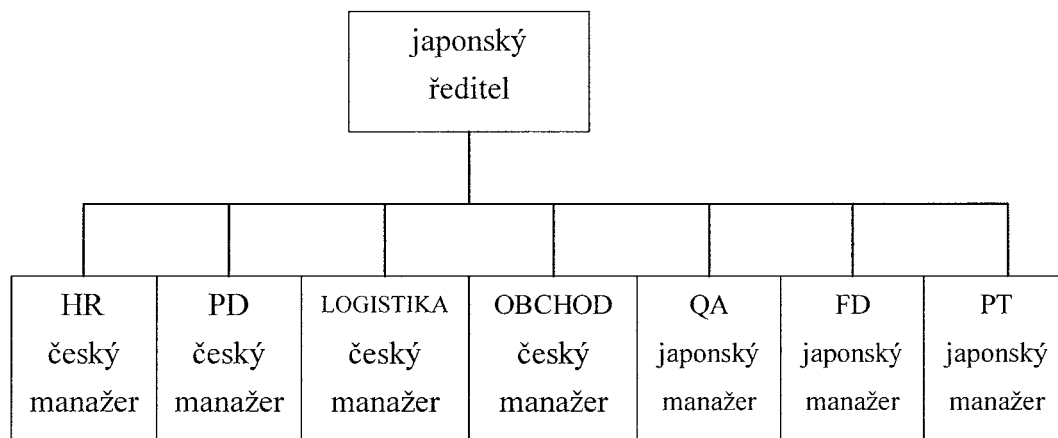 japonský
ředitel
HR
český
manažer
PD
český
manažer
LOGISTIKA
český
manažer
OBCHOD
český
manažer
QA
japonský
manažer
FD
japonský
manažer
PT
japonský
manažer